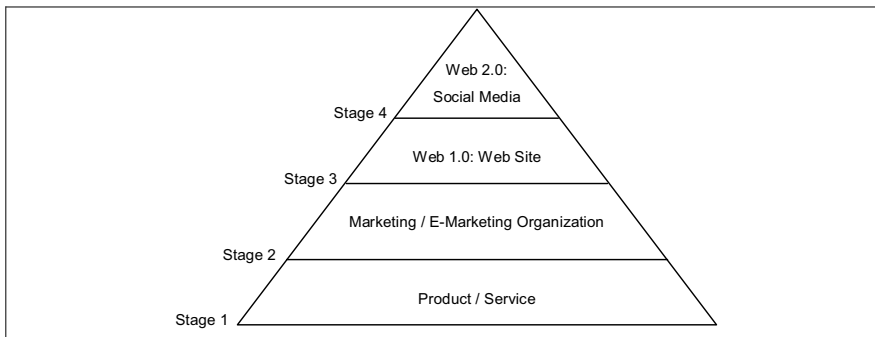 Web 2.0:
Social Media
Stage 4
Web 1.0: Web Site
Stage 3
Marketing / E-Marketing Organization
Stage 2
Product / Service
Stage 1